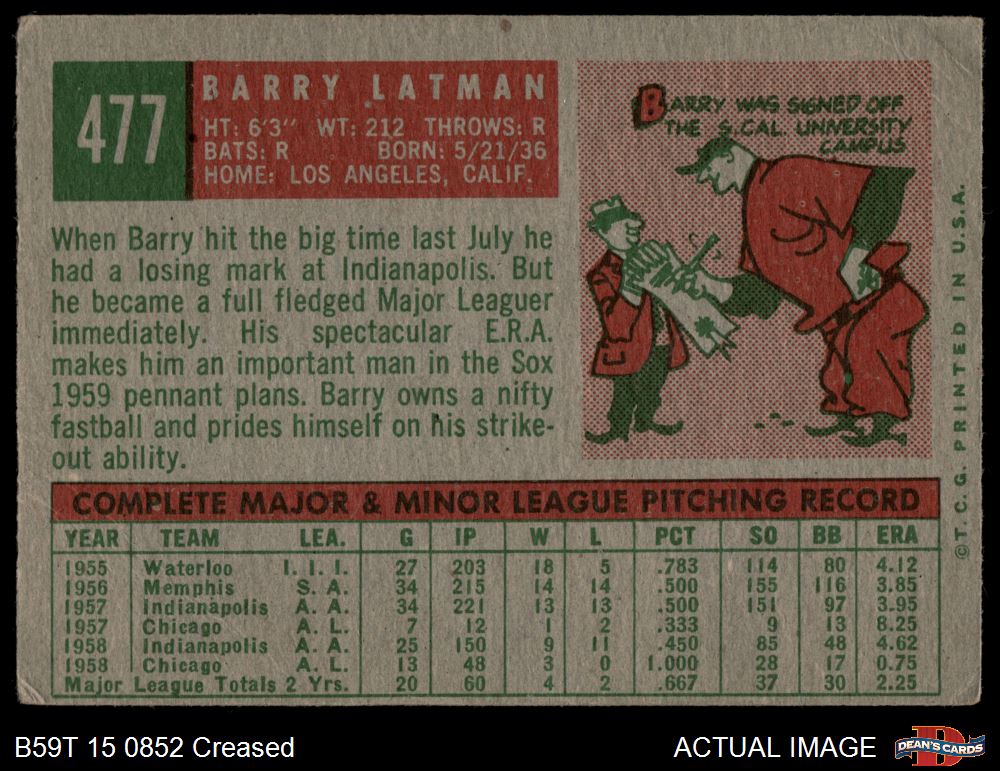 477
BARRY LATMAN
HT: 6'3" WT: 212 THROWS: R
BATS: R BORN: 5/21/36
HOME: LOS ANGELES, CALIF.
BARRY WAS SIGNED OFF
THE S. CAL. UNIVERSITY
CAMPUS
When Barry hit the big time last July he
had a losing mark at Indianapolis. But
he became a full fledged Major Leaguer
immediately. His spectacular E.R.A.
makes him an important man in the Sox
1959 pennant plans. Barry owns a nifty
fastball and prides himself on his strike-
out ability.
© T. C. G. PRINTED IN U.S.A.
COMPLETE MAJOR & MINOR LEAGUE PITCHING RECORD
YEAR TEAM LEA. G IP W L PCT SO BB ERA
1955 Waterloo I. I. I. 27 203 18 5 .783 114 80 4.12
1956 Memphis S. A. 34 215 14 14 .500 155 116 3.85
1957 Indianapolis A. A. 34 221 13 13 .500 151 97 3.95
1957 Chicago A. L. 7 12 1 2 .333 9 13 8.25
1958 Indianapolis A. A. 25 150 9 11 .450 85 48 4.62
1958 Chicago A. L. 13 48 3 0 1.000 28 17 0.75
Major League Totals 2 Yrs. 20 60 4 2 .667 37 30 2.25
B59T 15 0852 Creased
ACTUAL IMAGE
DEAN'S CARDS